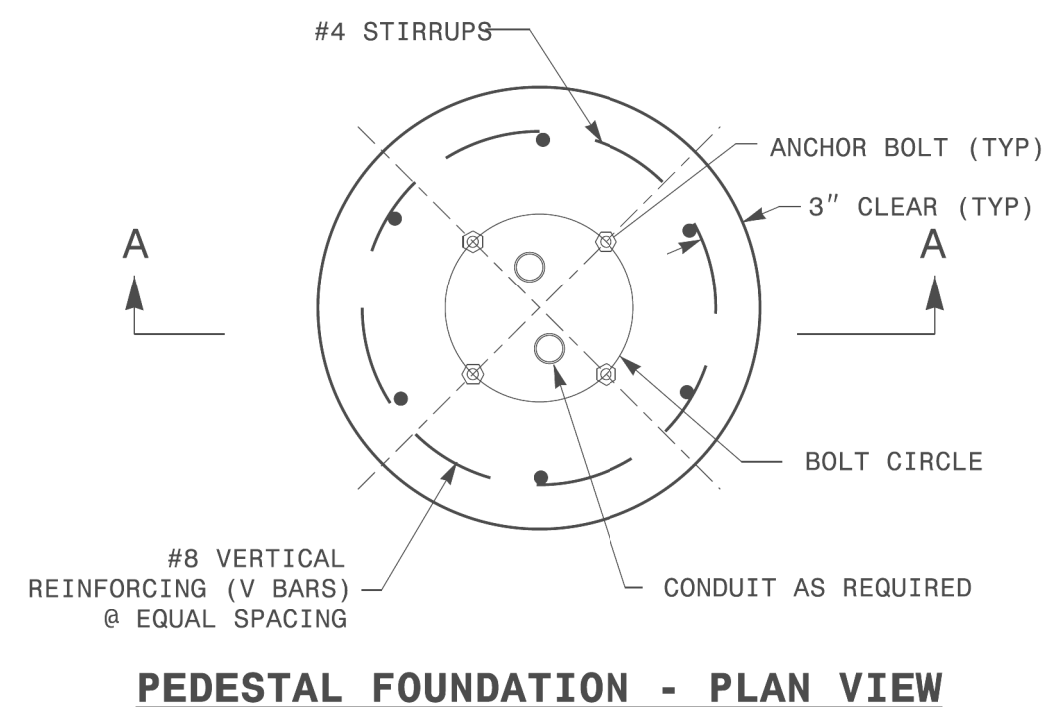 #4 STIRRUPS
ANCHOR BOLT (TYP)
3" CLEAR (TYP)
A
A
BOLT CIRCLE
#8 VERTICAL
REINFORCING (V BARS)
@ EQUAL SPACING
CONDUIT AS REQUIRED
PEDESTAL FOUNDATION - PLAN VIEW